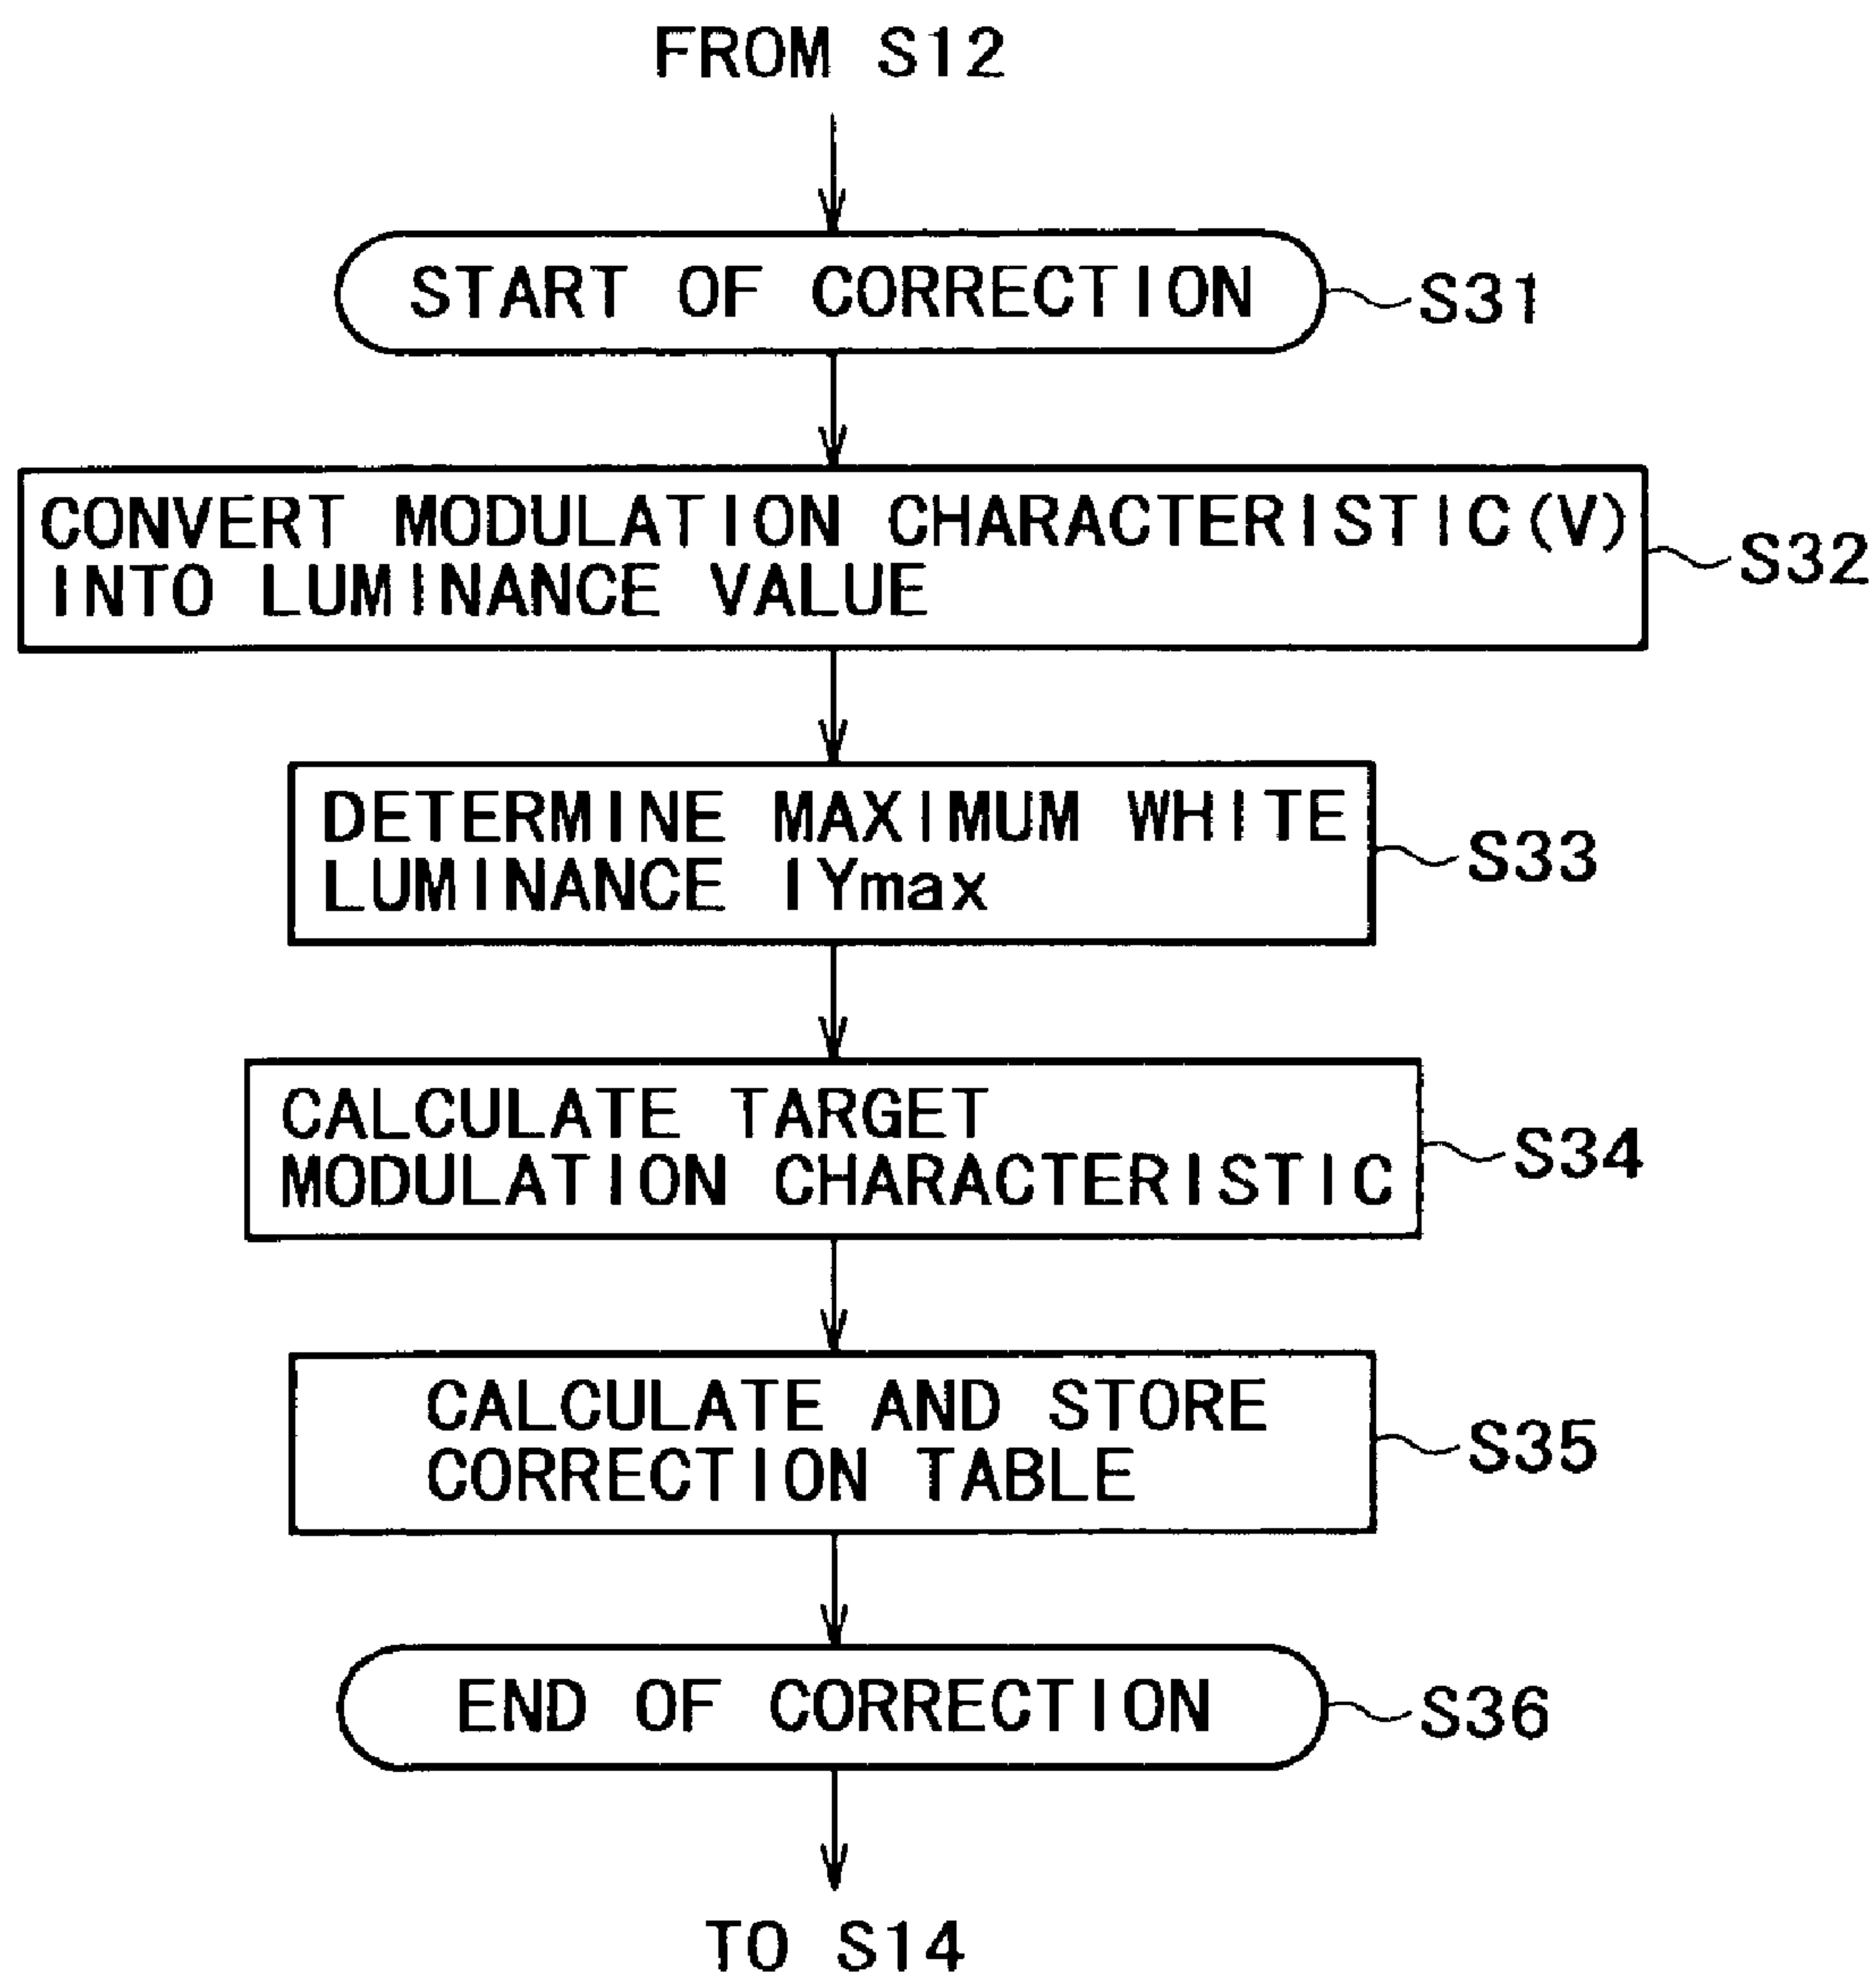 FROM S12
START OF CORRECTION
S31
CONVERT MODULATION CHARACTERISTIC(V)
INTO LUMINANCE VALUE
S32
DETERMINE MAXIMUM WHITE
LUMINANCE IYmax
S33
CALCULATE TARGET
MODULATION CHARACTERISTIC
S34
CALCULATE AND STORE
CORRECTION TABLE
S35
END OF CORRECTION
S36
TO S14